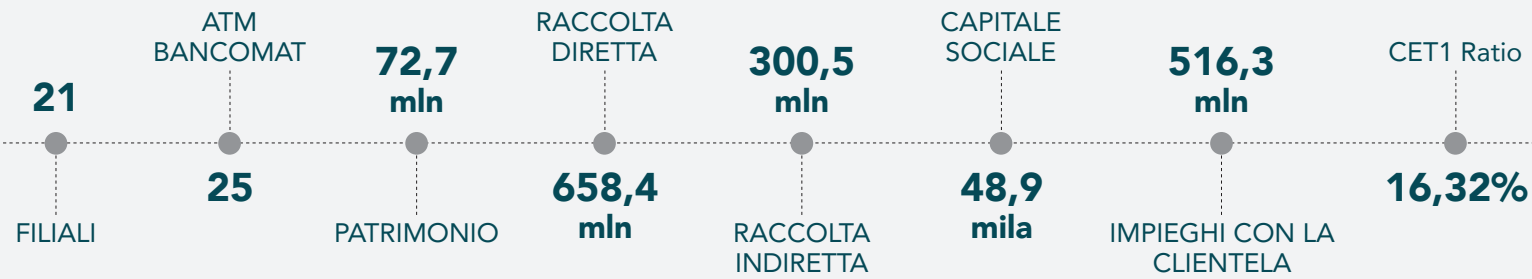 21
FILIALI
ATM
BANCOMAT
25
72,7
mln
PATRIMONIO
RACCOLTA
DIRETTA
658,4
mln
300,5
mln
RACCOLTA
INDIRETTA
CAPITALE
SOCIALE
48,9
mila
516,3
mln
IMPIEGHI CON LA
CLIENTELA
CET1 Ratio
16,32%